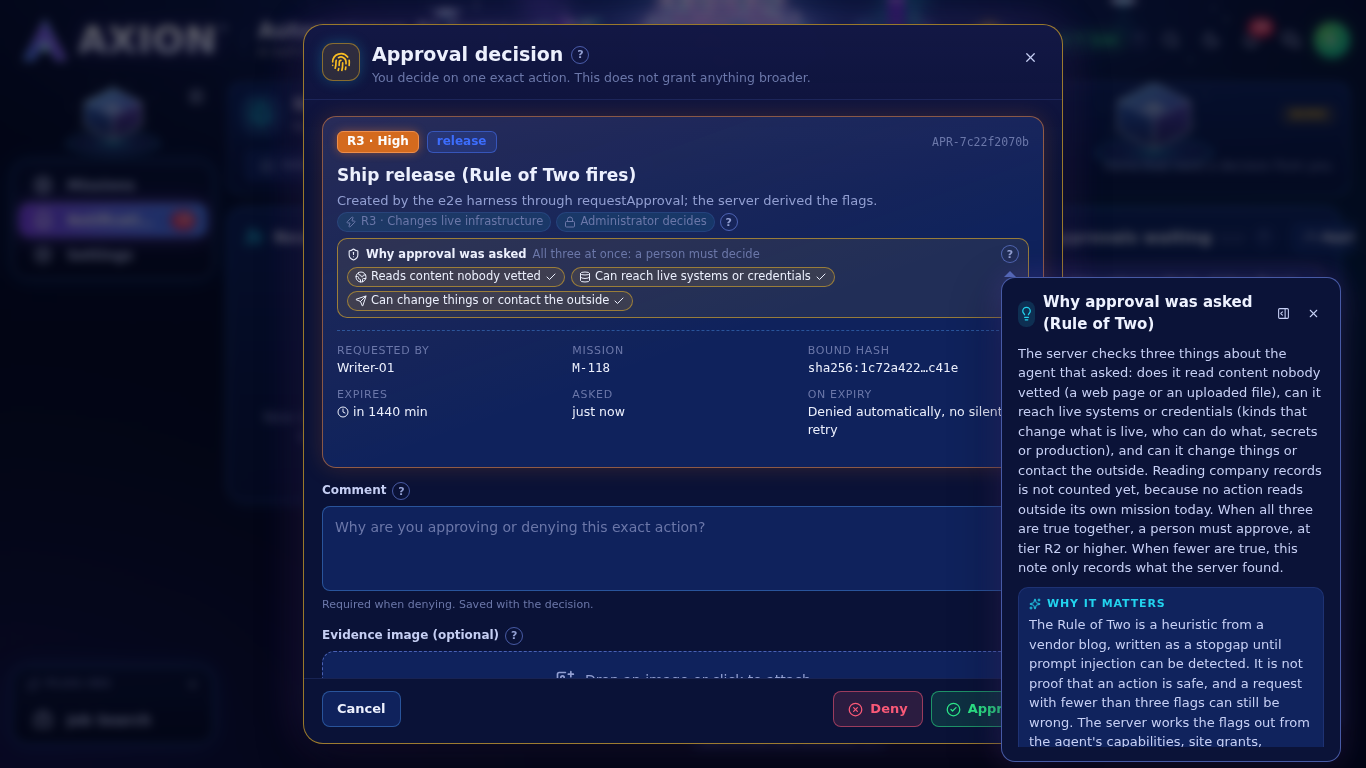 AXION
Approval decision ?
You decide on one exact action. This does not grant anything broader.
R3 · High release APR-7c22f2070b
Ship release (Rule of Two fires)
Created by the e2e harness through requestApproval; the server derived the flags.
R3 · Changes live infrastructure Administrator decides ?
Why approval was asked All three at once: a person must decide ?
Reads content nobody vetted Can reach live systems or credentials
Can change things or contact the outside
REQUESTED BY MISSION BOUND HASH
Writer-01 M-118 sha256:1c72a422…c41e
EXPIRES ASKED ON EXPIRY
in 1440 min just now Denied automatically, no silent
retry
Comment ?
Why are you approving or denying this exact action?
Required when denying. Saved with the decision.
Evidence image (optional) ?
Drop an image or click to attach
Cancel Deny Appr
Why approval was asked
(Rule of Two)
The server checks three things about the
agent that asked: does it read content nobody
vetted (a web page or an uploaded file), can it
reach live systems or credentials (kinds that
change what is live, who can do what, secrets
or production), and can it change things or
contact the outside. Reading company records
is not counted yet, because no action reads
outside its own mission today. When all three
are true together, a person must approve, at
tier R2 or higher. When fewer are true, this
note only records what the server found.
WHY IT MATTERS
The Rule of Two is a heuristic from a
vendor blog, written as a stopgap until
prompt injection can be detected. It is not
proof that an action is safe, and a request
with fewer than three flags can still be
wrong. The server works the flags out from
the agent's capabilities, site grants,